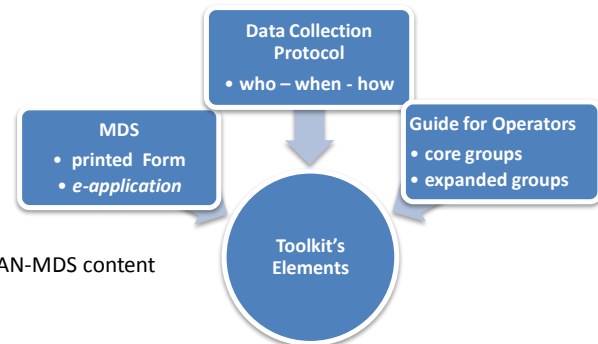 Data Collection
Protocol
• who – when - how
MDS
• printed Form
• e-application
Guide for Operators
• core groups
• expanded groups
Toolkit's
Elements
AN-MDS content